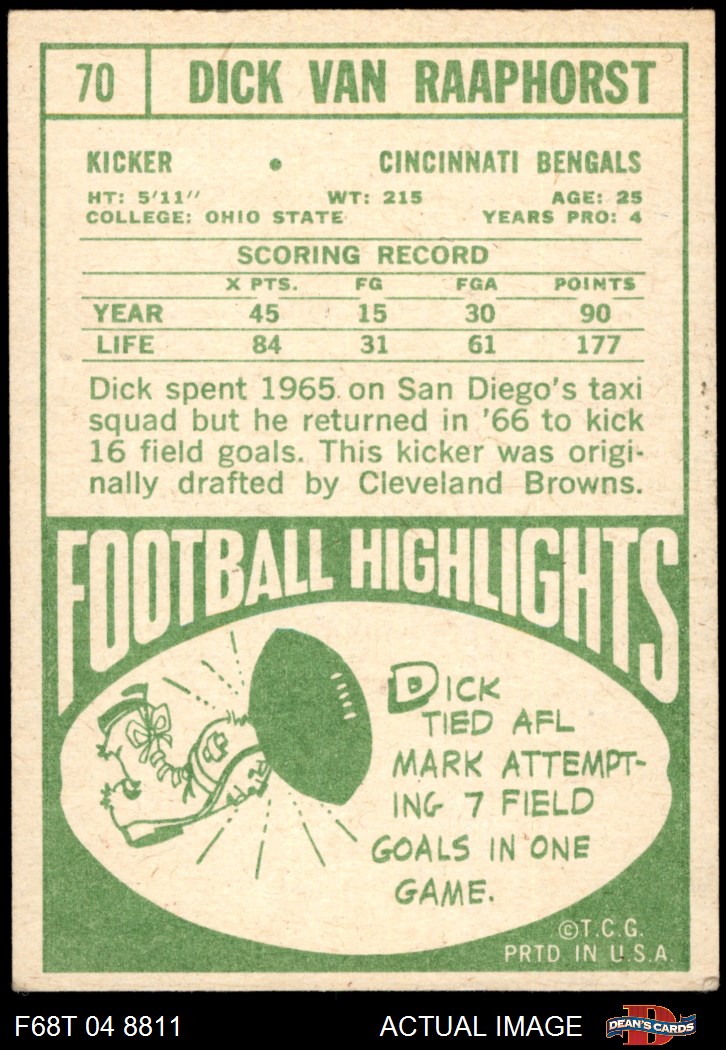 70 DICK VAN RAAPHORST
KICKER • CINCINNATI BENGALS
HT: 5'11" WT: 215 AGE: 25
COLLEGE: OHIO STATE YEARS PRO: 4
SCORING RECORD
X PTS. FG FGA POINTS
YEAR 45 15 30 90
LIFE 84 31 61 177
Dick spent 1965 on San Diego's taxi
squad but he returned in '66 to kick
16 field goals. This kicker was origi-
nally drafted by Cleveland Browns.
FOOTBALL HIGHLIGHTS
DICK
TIED AFL
MARK ATTEMPT-
ING 7 FIELD
GOALS IN ONE
GAME.
©T.C.G.
PRTD. IN U.S.A.
F68T 04 8811 ACTUAL IMAGE D DEAN'S CARDS